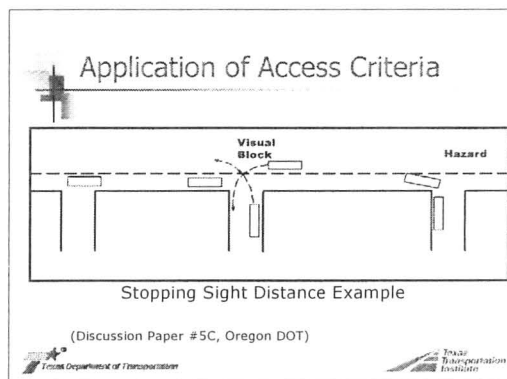 Application of Access Criteria
Visual
Block
Hazard
Stopping Sight Distance Example
(Discussion Paper #5C, Oregon DOT)
Texas Department of Transportation
Texas
Transportation
Institute